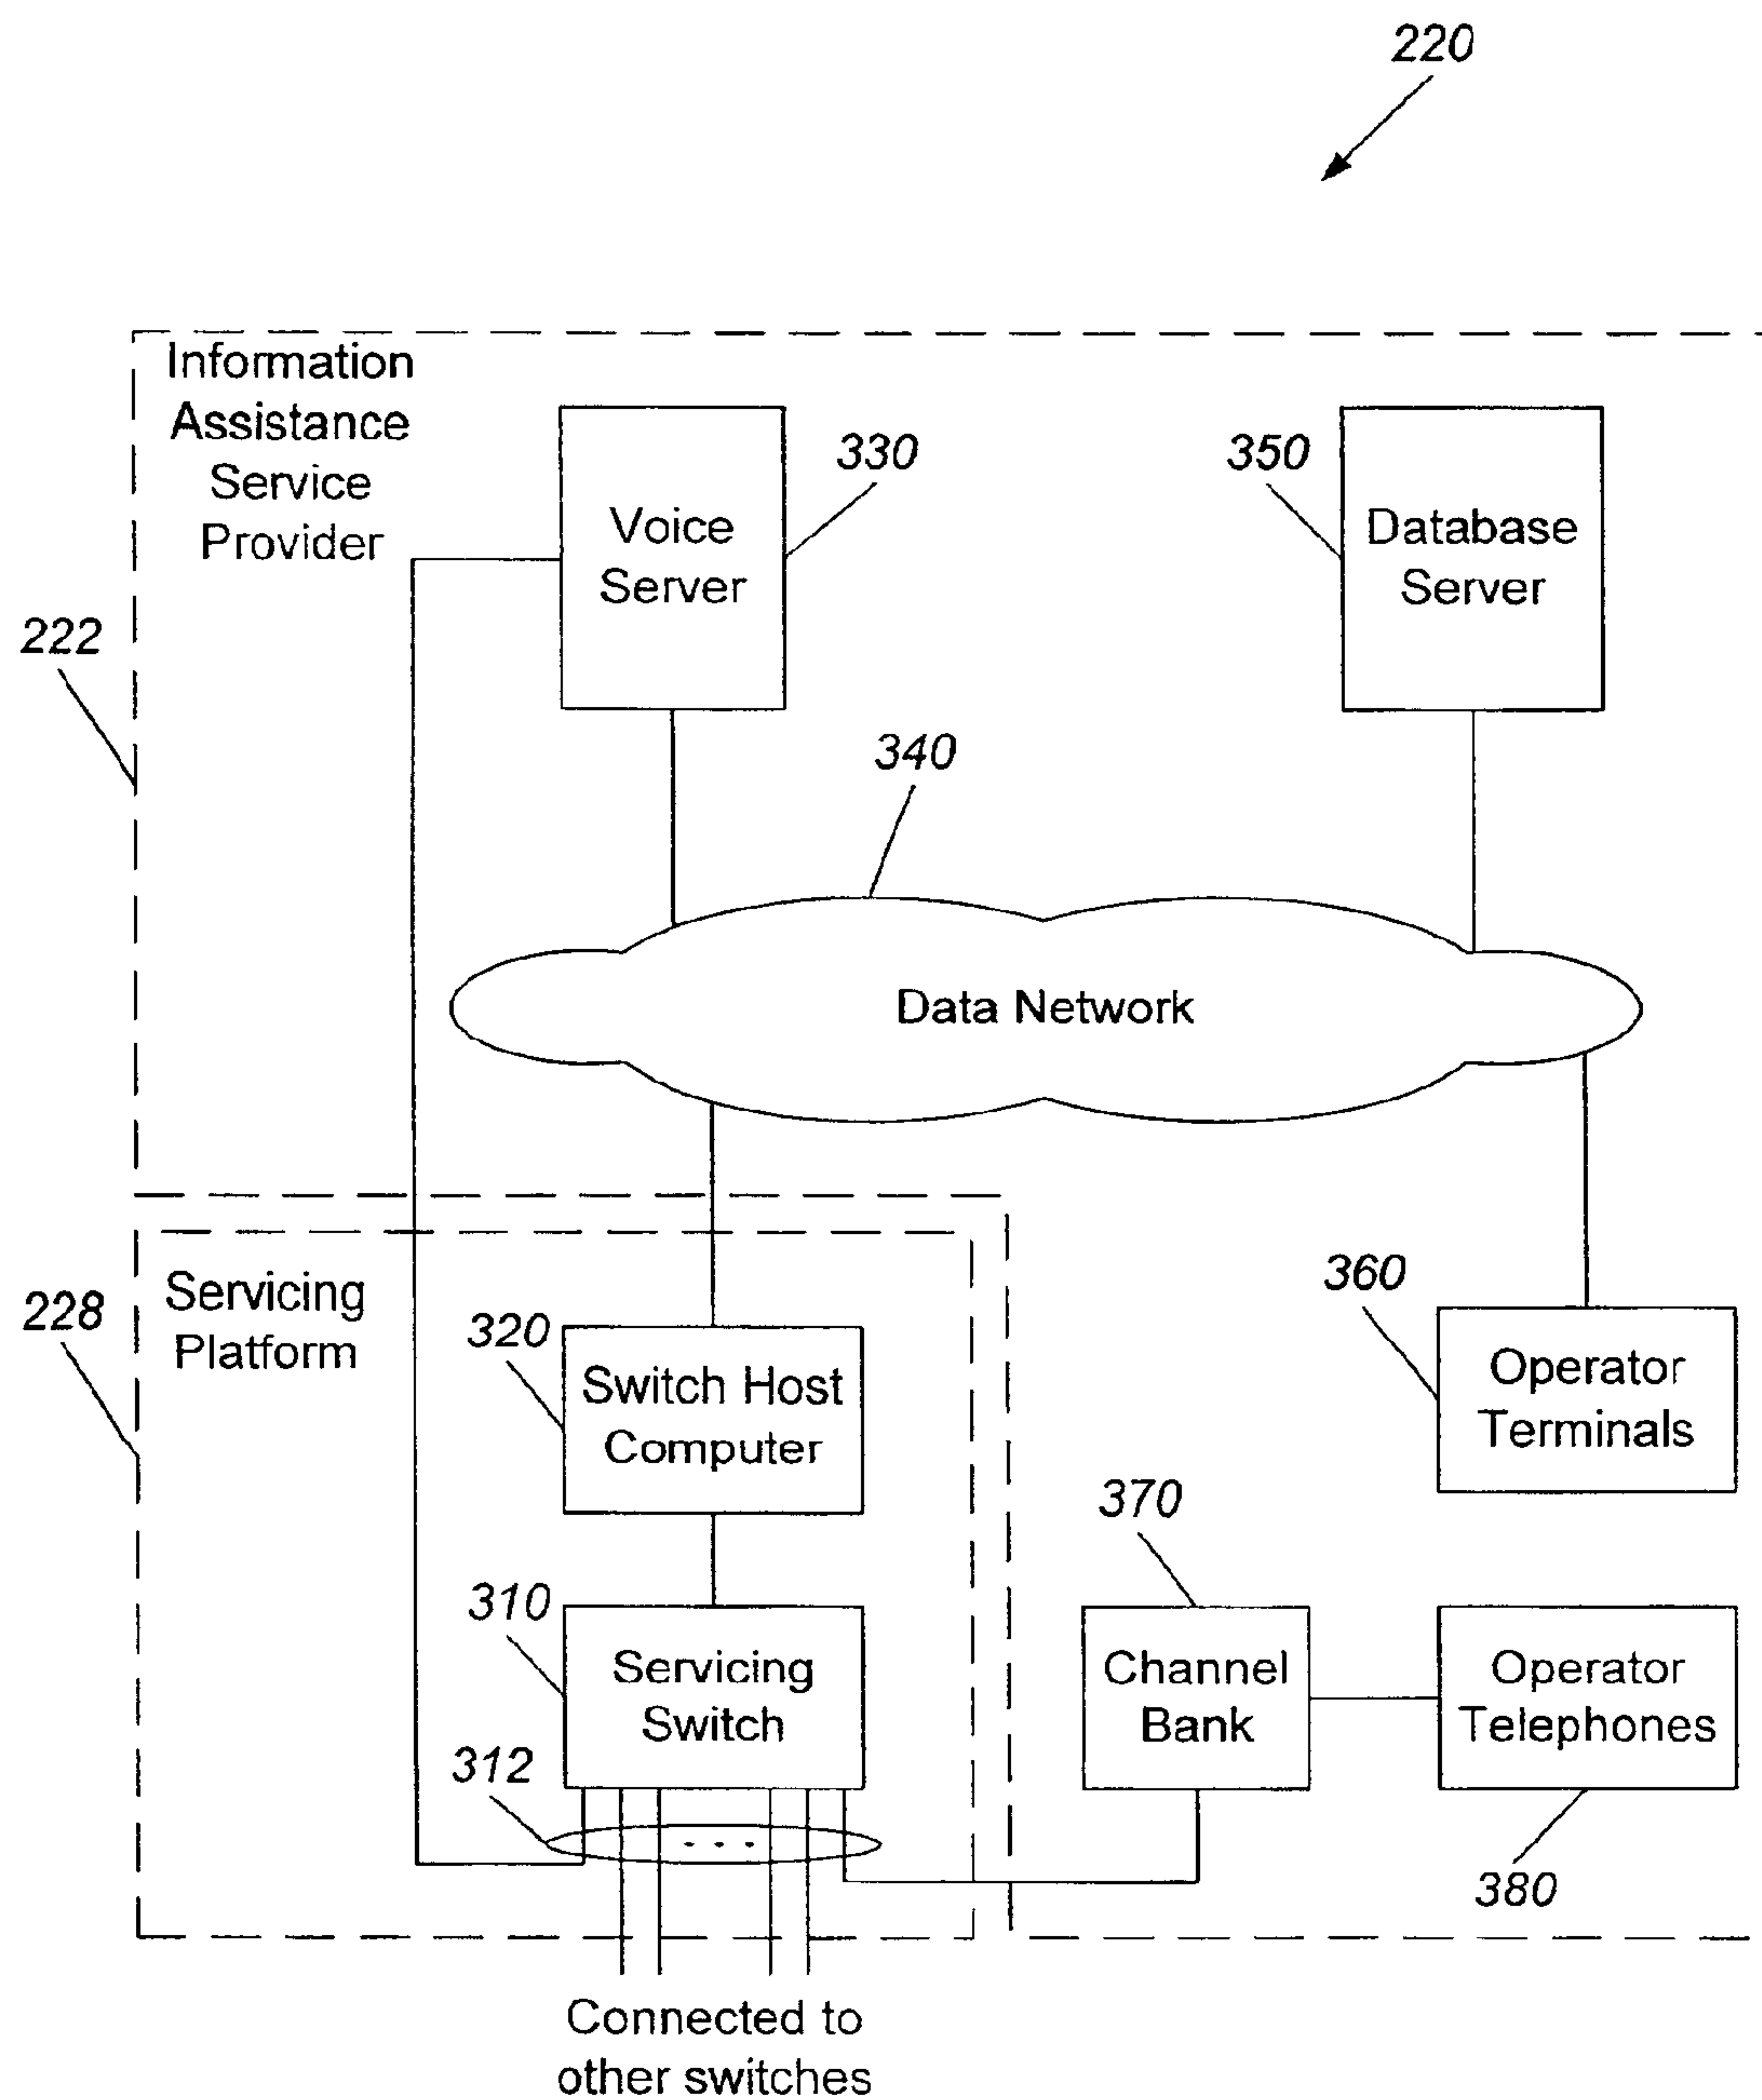 220
Information
Assistance
Service
Provider
Voice
Server
330
350
Database
Server
222
340
Data Network
228
Servicing
Platform
320
Switch Host
Computer
360
Operator
Terminals
310
Servicing
Switch
370
Channel
Bank
Operator
Telephones
312
. . .
380
Connected to
other switches